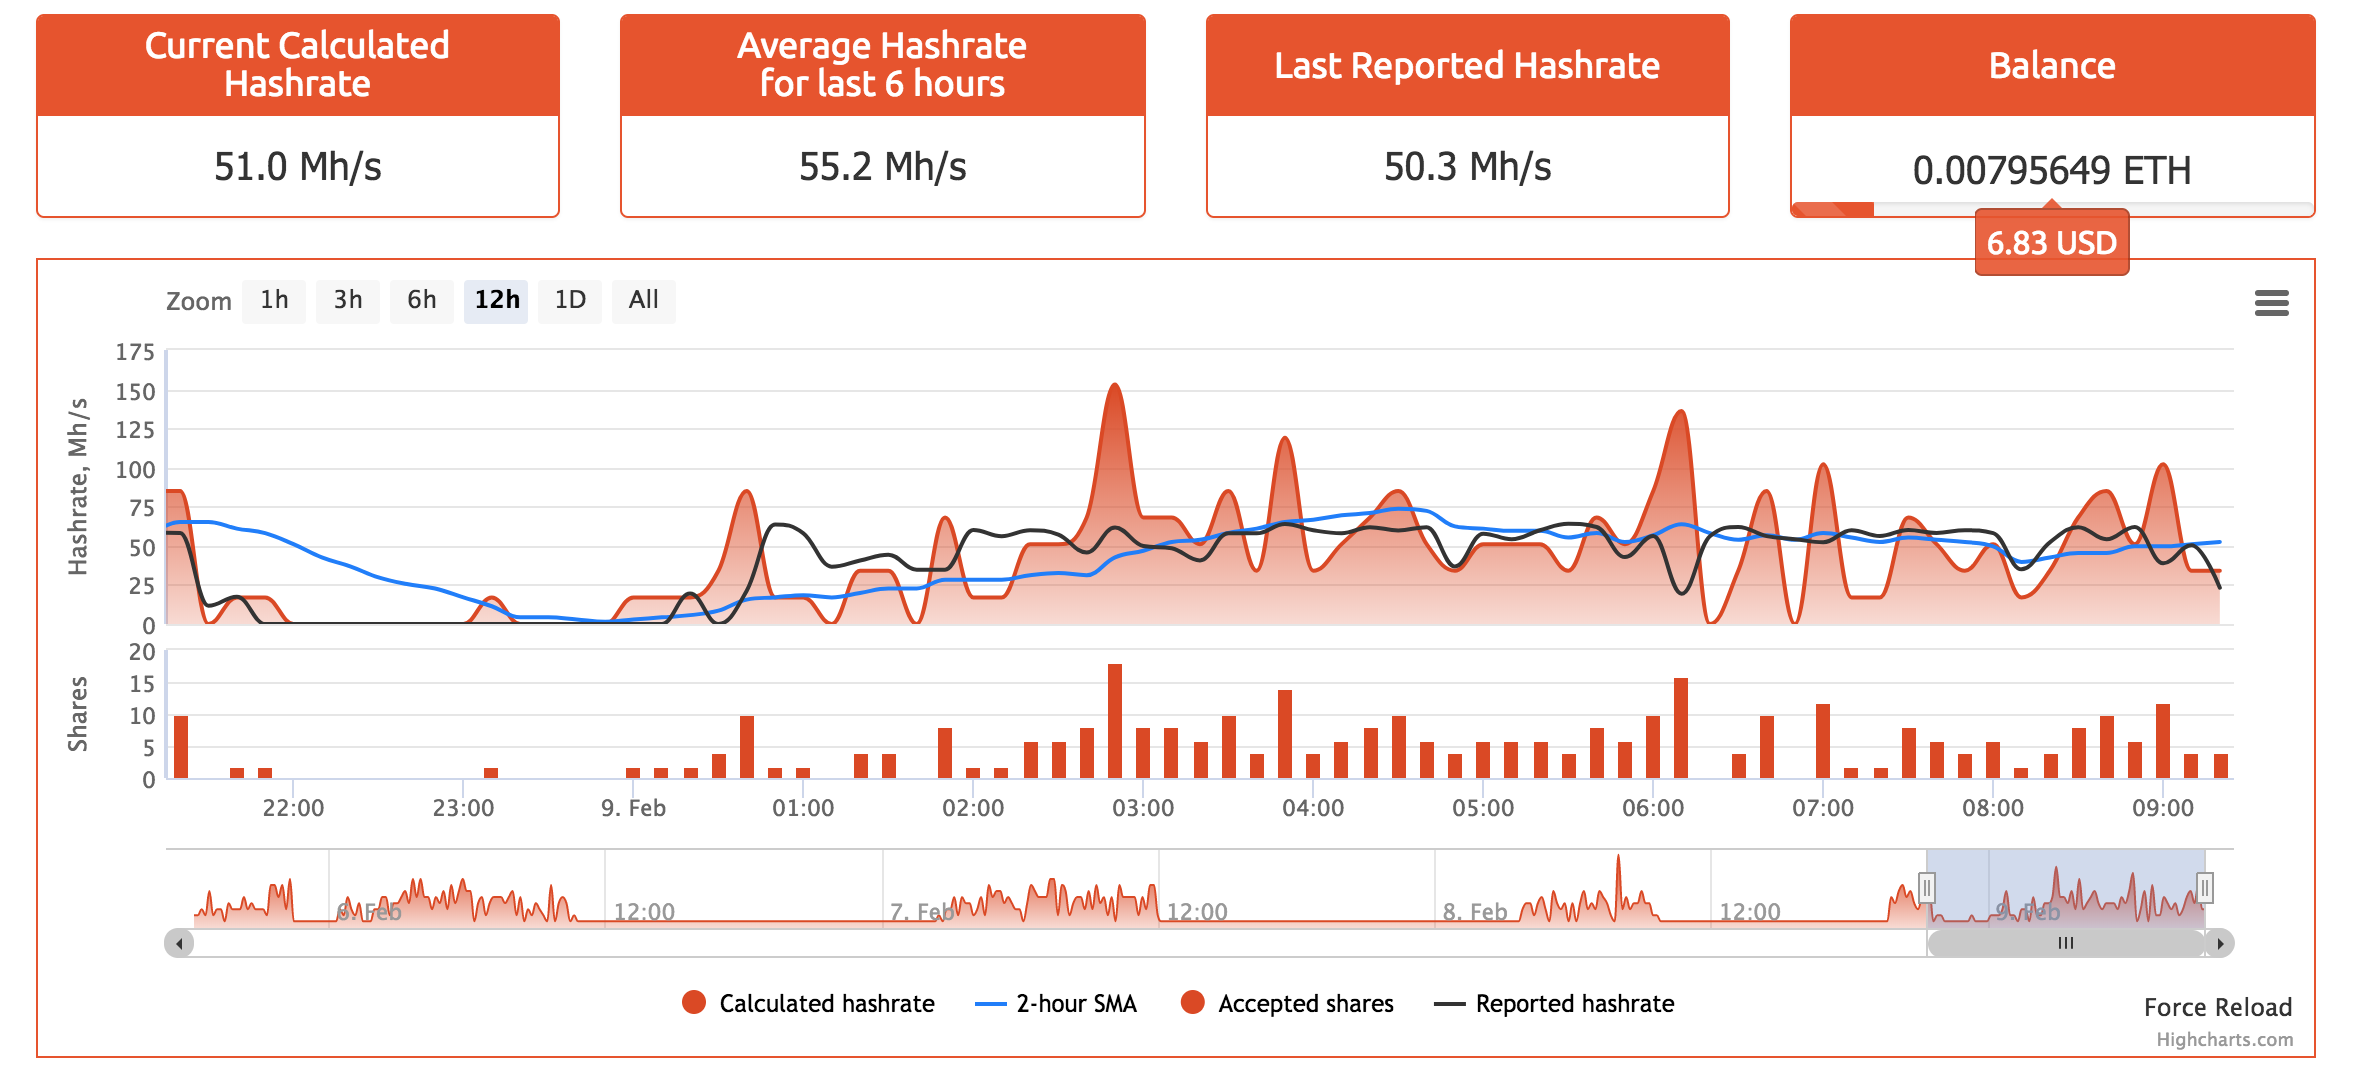 Current Calculated
Hashrate
51.0 Mh/s
Average Hashrate
for last 6 hours
55.2 Mh/s
Last Reported Hashrate
50.3 Mh/s
Balance
0.00795649 ETH
6.83 USD
Zoom 1h 3h 6h 12h 1D All
Hashrate, Mh/s
175
150
125
100
75
50
25
0
Shares
20
15
10
5
0
22:00 23:00 9. Feb 01:00 02:00 03:00 04:00 05:00 06:00 07:00 08:00 09:00
6. Feb 12:00 7. Feb 12:00 8. Feb 12:00 9. Feb
Calculated hashrate 2-hour SMA Accepted shares Reported hashrate
Force Reload
Highcharts.com